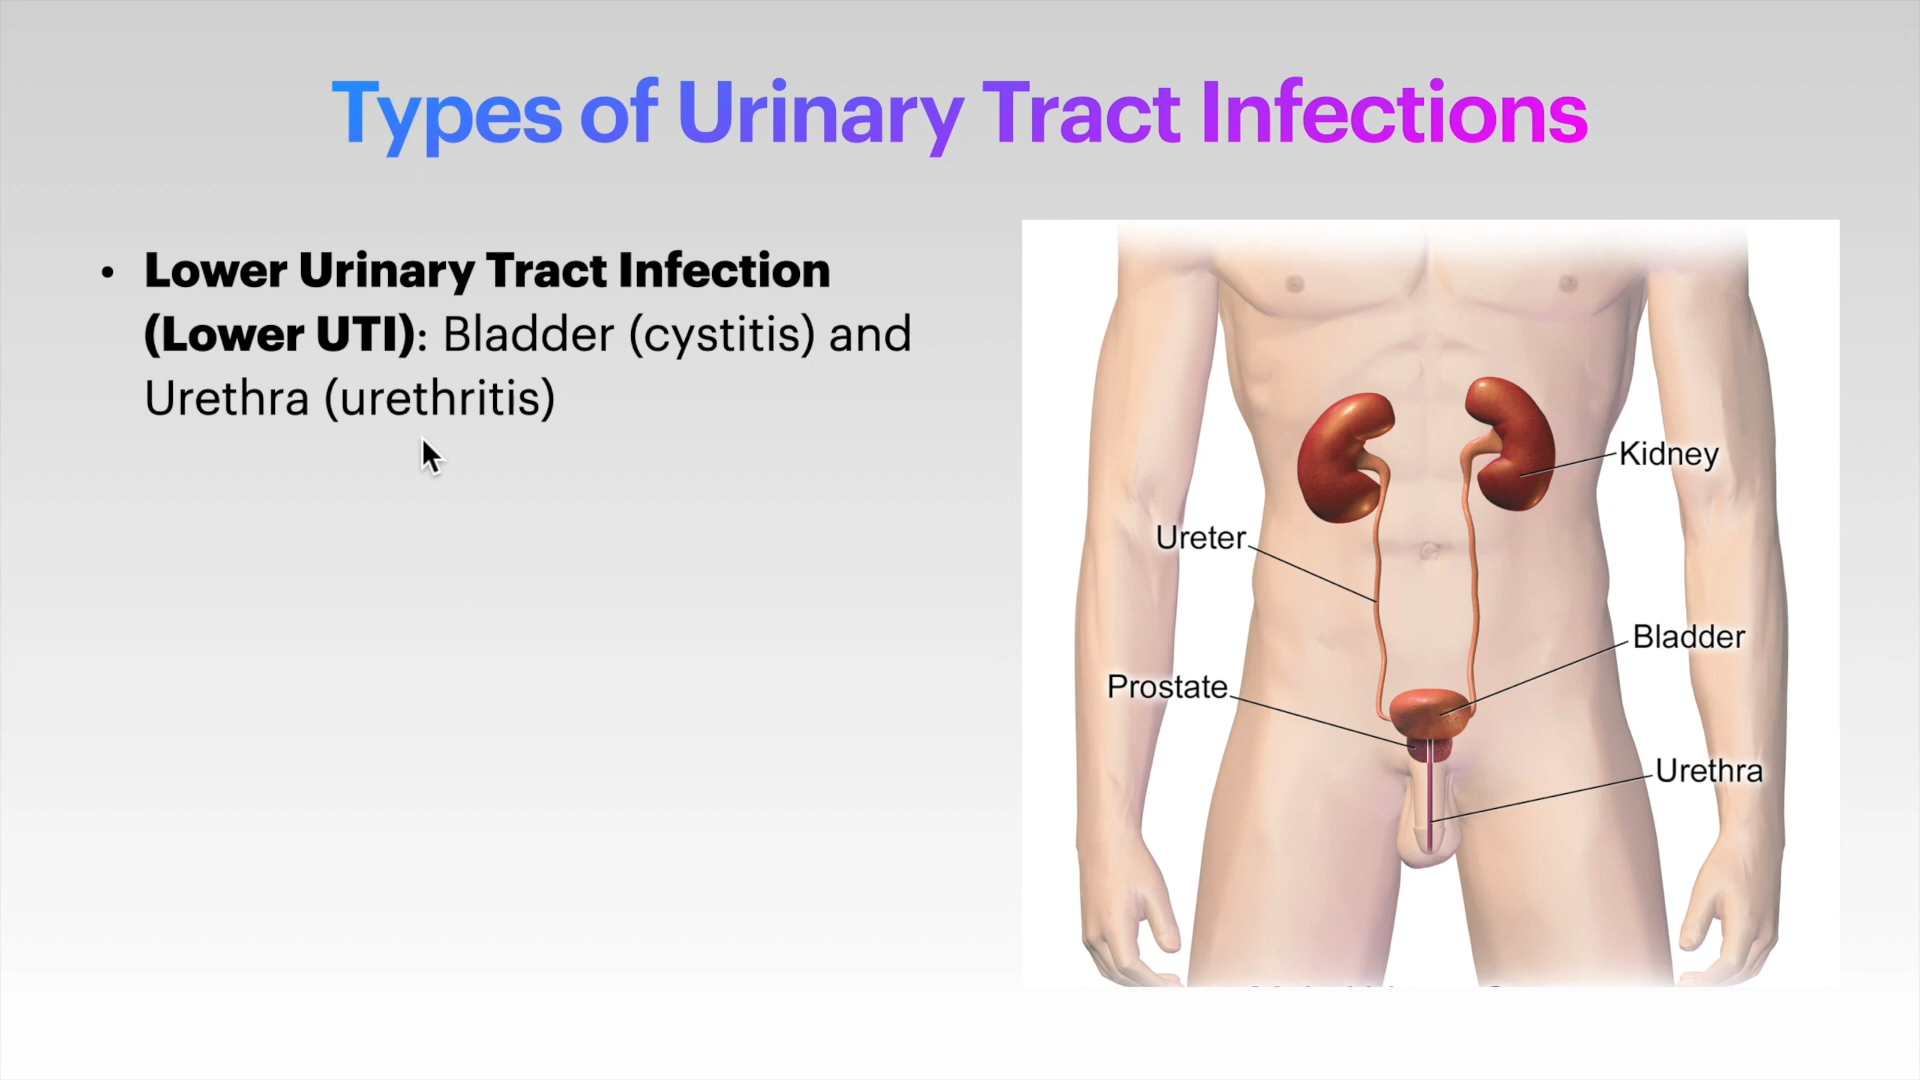 Types of Urinary Tract Infections
• Lower Urinary Tract Infection
(Lower UTI): Bladder (cystitis) and
Urethra (urethritis)
Kidney
Ureter
Bladder
Prostate
Urethra